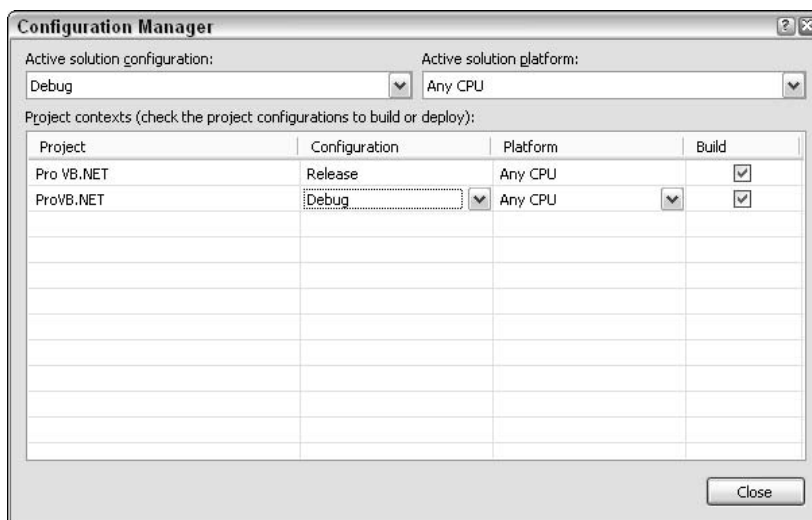 Configuration Manager
Active solution configuration: Active solution platform:
Debug Any CPU
Project contexts (check the project configurations to build or deploy):
Project Configuration Platform Build
Pro VB.NET Release Any CPU
ProVB.NET Debug Any CPU
Close